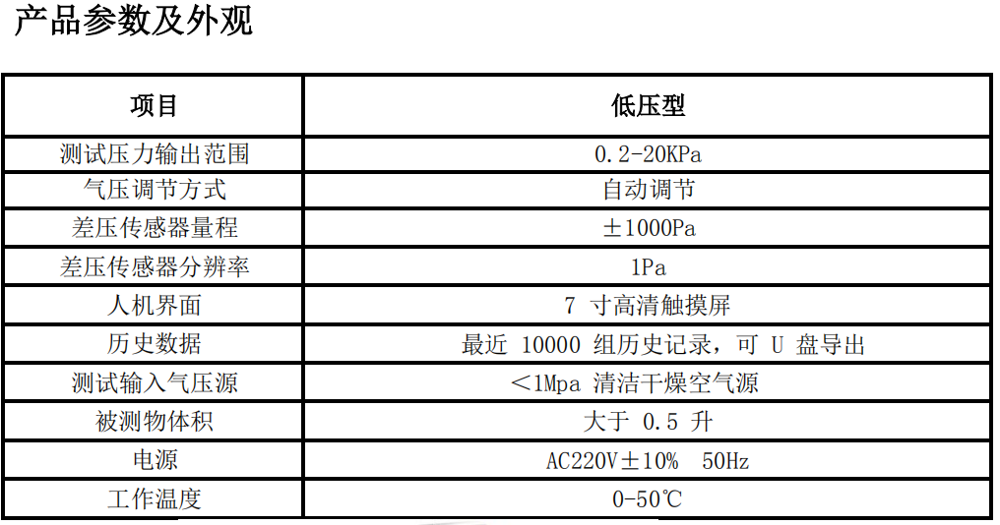 产品参数及外观
项目 低压型
测试压力输出范围 0.2-20KPa
气压调节方式 自动调节
差压传感器量程 ±1000Pa
差压传感器分辨率 1Pa
人机界面 7 寸高清触摸屏
历史数据 最近 10000 组历史记录，可 U 盘导出
测试输入气压源 ＜1Mpa 清洁干燥空气源
被测物体积 大于 0.5 升
电源 AC220V±10% 50Hz
工作温度 0-50℃